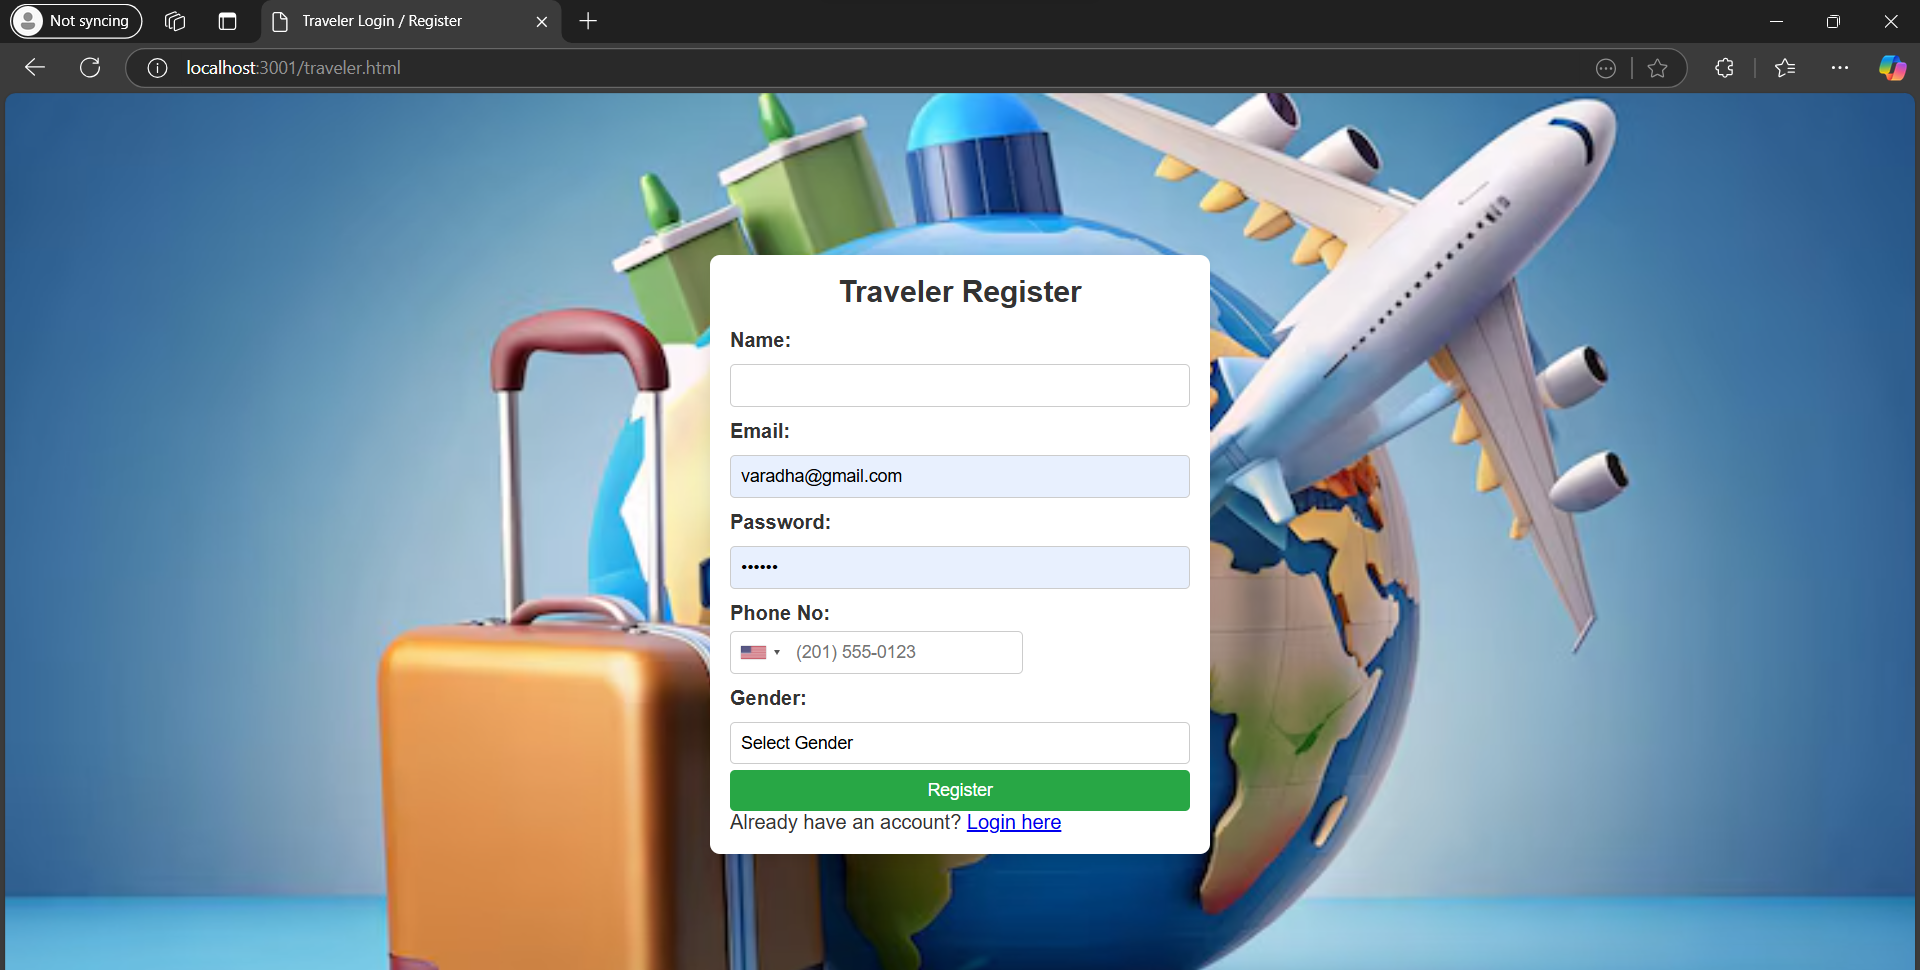 Not syncing
Traveler Login / Register
localhost:3001/traveler.html
Traveler Register
Name:
Email:
varadha@gmail.com
Password:
••••••
Phone No:
(201) 555-0123
Gender:
Select Gender
Register
Already have an account? Login here